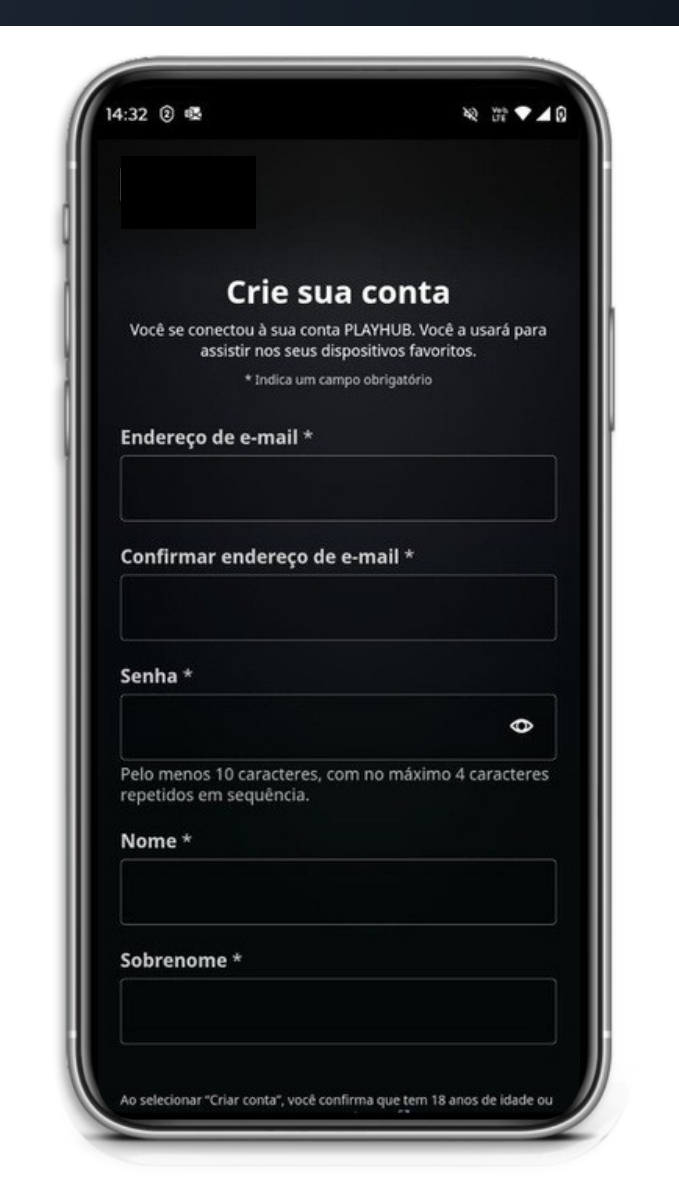 14:32
Vo))
LTE
Crie sua conta
Você se conectou à sua conta PLAYHUB. Você a usará para
assistir nos seus dispositivos favoritos.
* Indica um campo obrigatório
Endereço de e-mail *
Confirmar endereço de e-mail *
Senha *
Pelo menos 10 caracteres, com no máximo 4 caracteres
repetidos em sequência.
Nome *
Sobrenome *
Ao selecionar "Criar conta", você confirma que tem 18 anos de idade ou